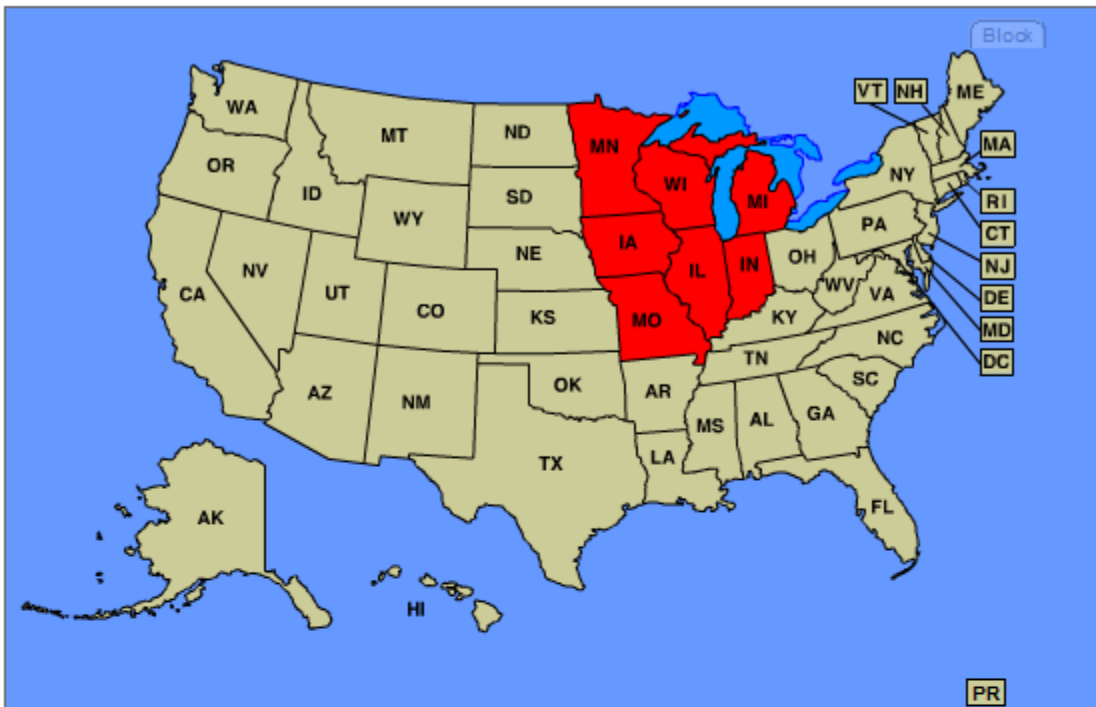 Block
VT NH ME
WA
MT ND MN
MA
OR
ID
SD WI
NY
MI
RI
WY
PA
CT
IA
NE
OH
IN
NJ
NV
IL
CA
UT
WV
VA
DE
CO
KS
MO
KY
MD
NC
DC
TN
OK
SC
AZ
NM
AR
GA
MS AL
LA
TX
FL
AK
HI
PR